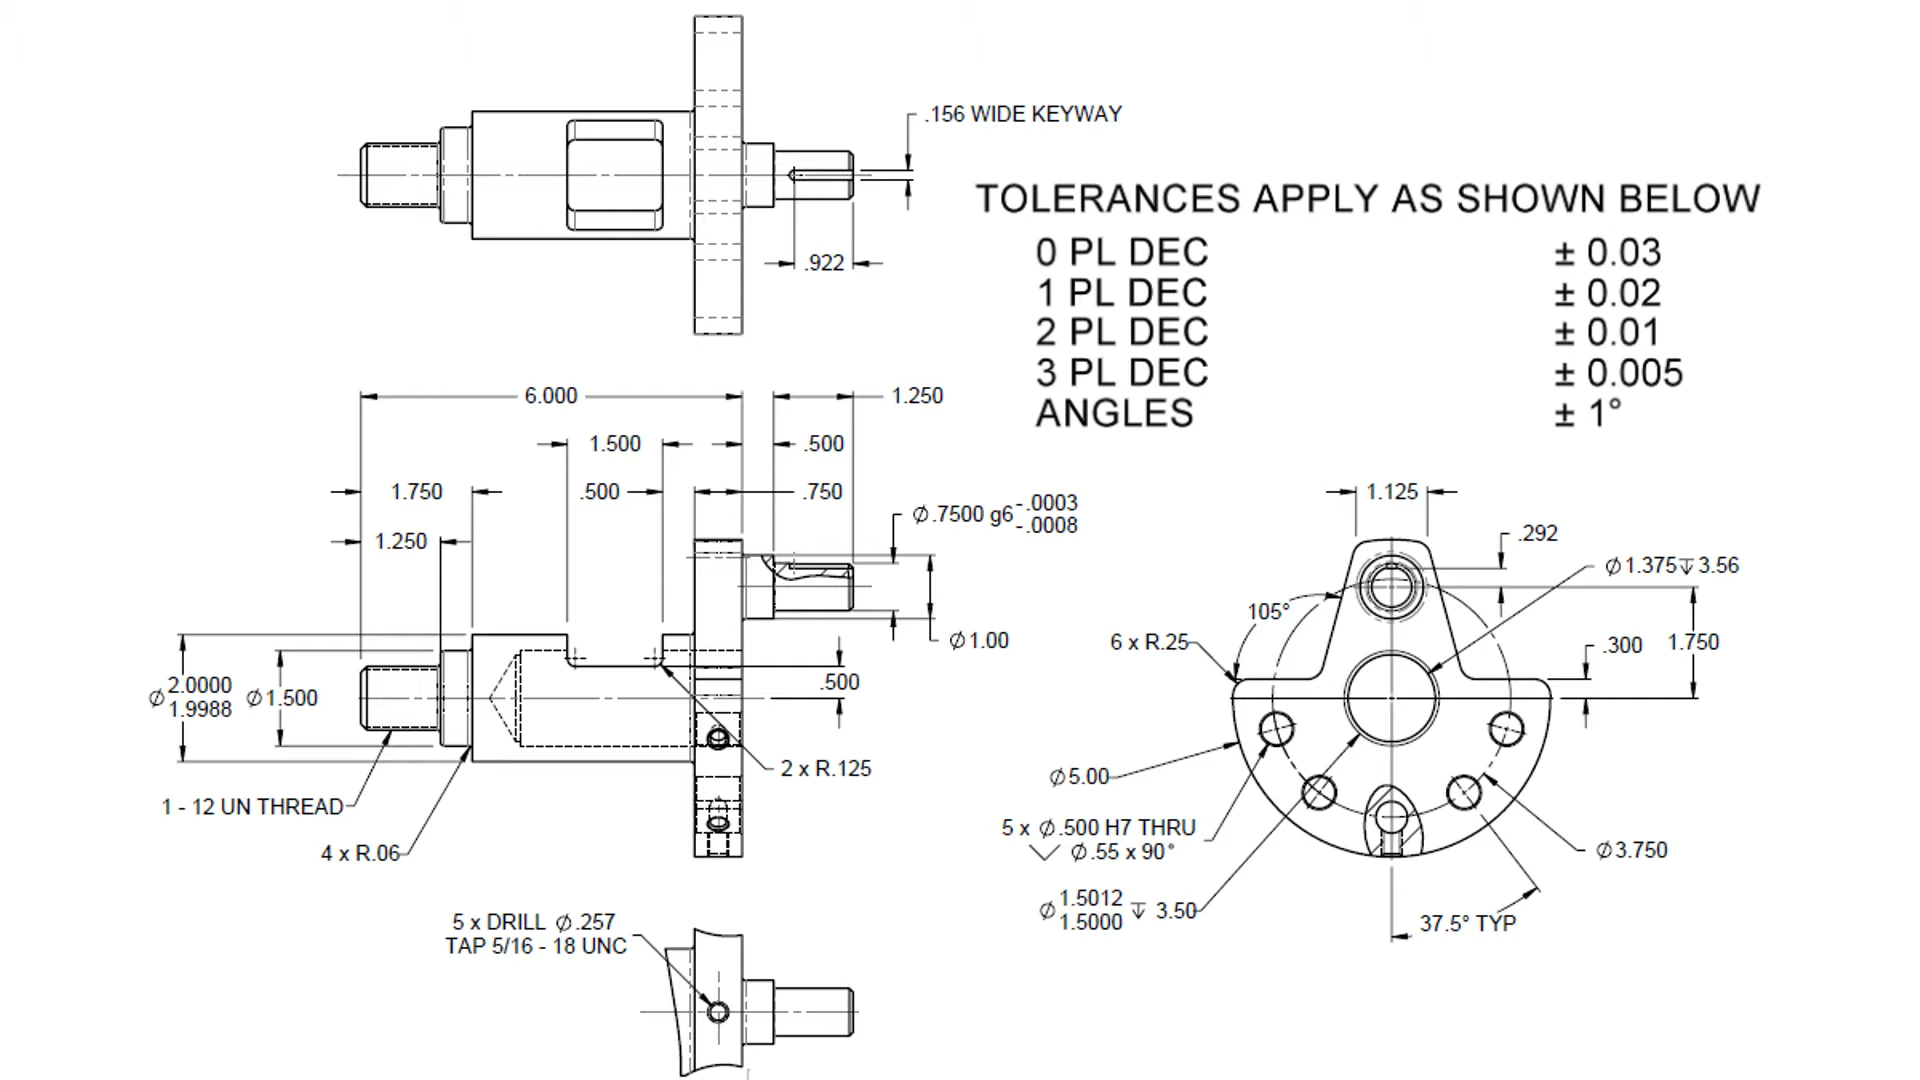 .156 WIDE KEYWAY
.922
TOLERANCES APPLY AS SHOWN BELOW
0 PL DEC ± 0.03
1 PL DEC ± 0.02
2 PL DEC ± 0.01
3 PL DEC ± 0.005
ANGLES ± 1°
6.000
1.250
1.500
.500
1.750
.500
.750
1.250
∅.7500 g6 -.0003
-.0008
∅1.00
∅ 2.0000
1.9988
∅1.500
.500
2 x R.125
1 - 12 UN THREAD
4 x R.06
5 x DRILL ∅.257
TAP 5/16 - 18 UNC
1.125
.292
∅1.375↧3.56
105°
6 x R.25
.300
1.750
∅5.00
5 x ∅.500 H7 THRU
⌵ ∅.55 x 90°
∅3.750
∅ 1.5012
1.5000 ↧ 3.50
37.5° TYP